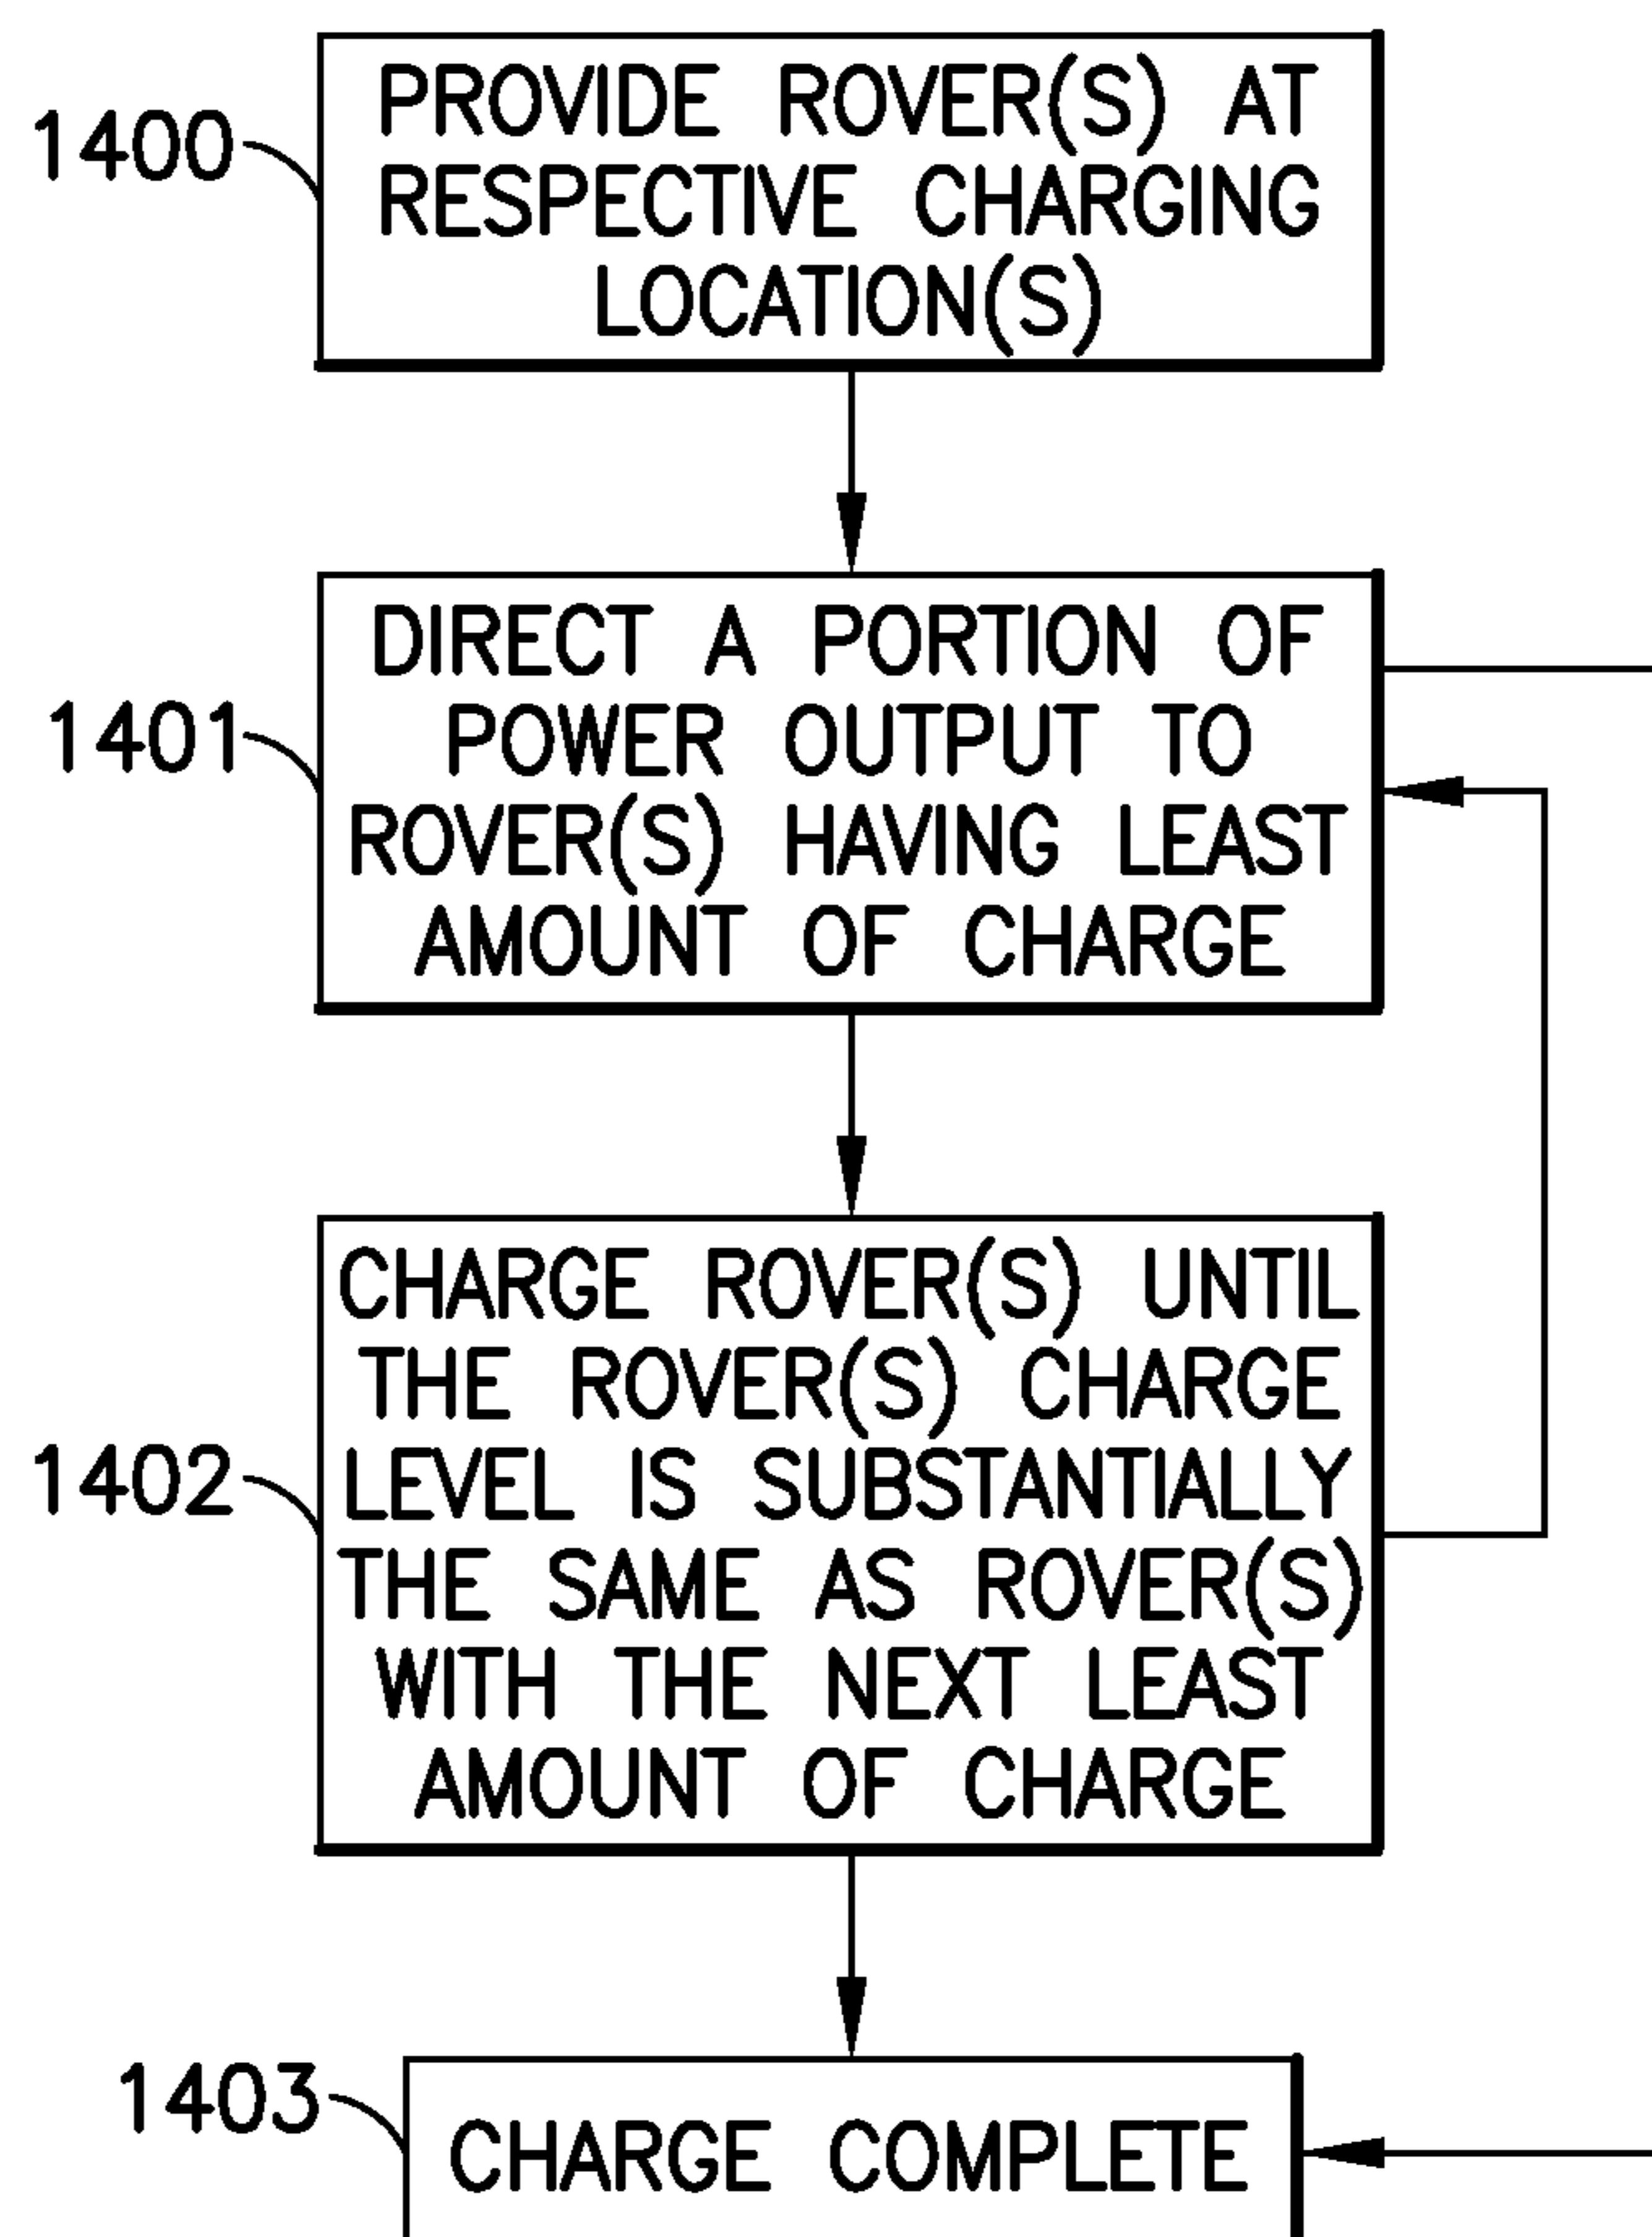 1400
PROVIDE ROVER(S) AT
RESPECTIVE CHARGING
LOCATION(S)
1401
DIRECT A PORTION OF
POWER OUTPUT TO
ROVER(S) HAVING LEAST
AMOUNT OF CHARGE
1402
CHARGE ROVER(S) UNTIL
THE ROVER(S) CHARGE
LEVEL IS SUBSTANTIALLY
THE SAME AS ROVER(S)
WITH THE NEXT LEAST
AMOUNT OF CHARGE
1403
CHARGE COMPLETE